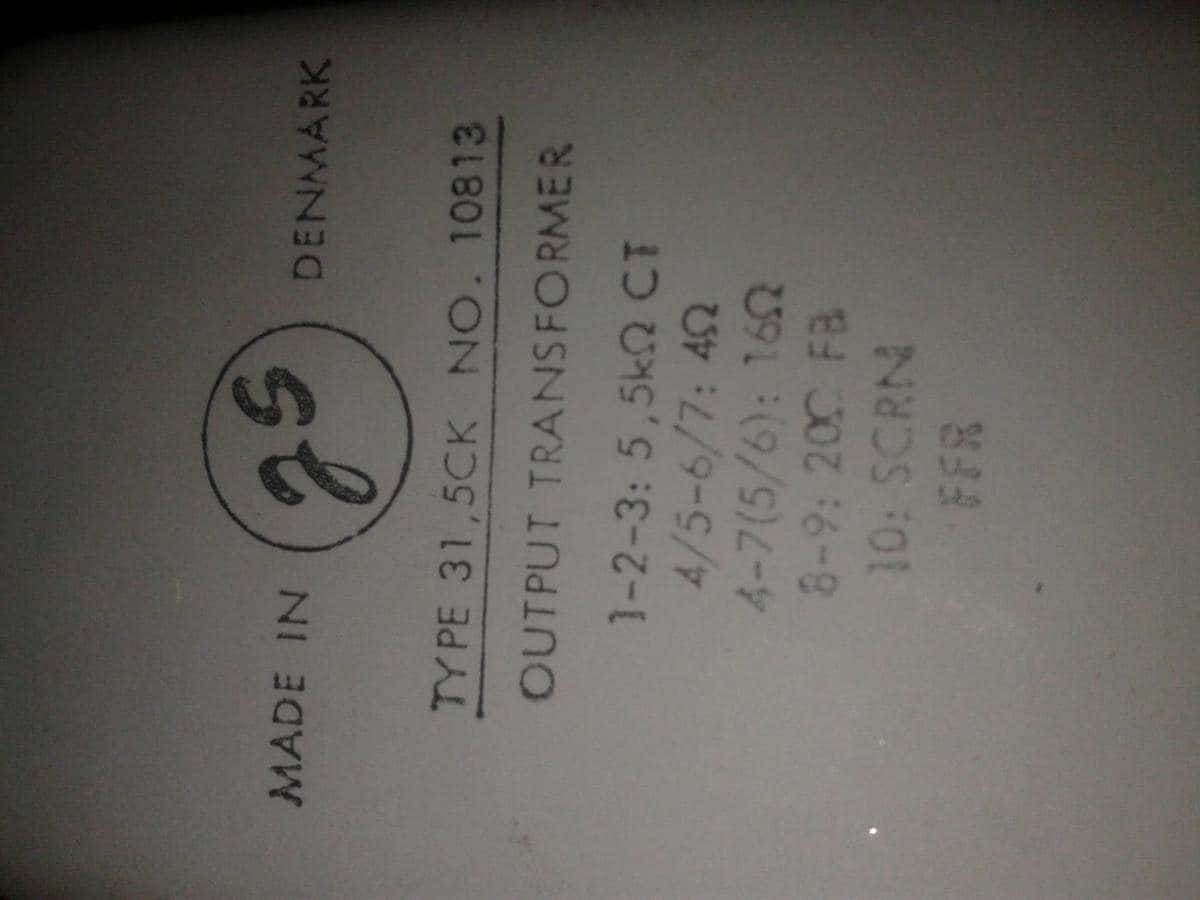 MADE IN JS DENMARK
TYPE 31,5CK NO. 10813
OUTPUT TRANSFORMER
1-2-3: 5,5kΩ CT
4/5-6/7: 4Ω
4-7(5/6): 16Ω
8-9: 20Ω FB
10: SCRN